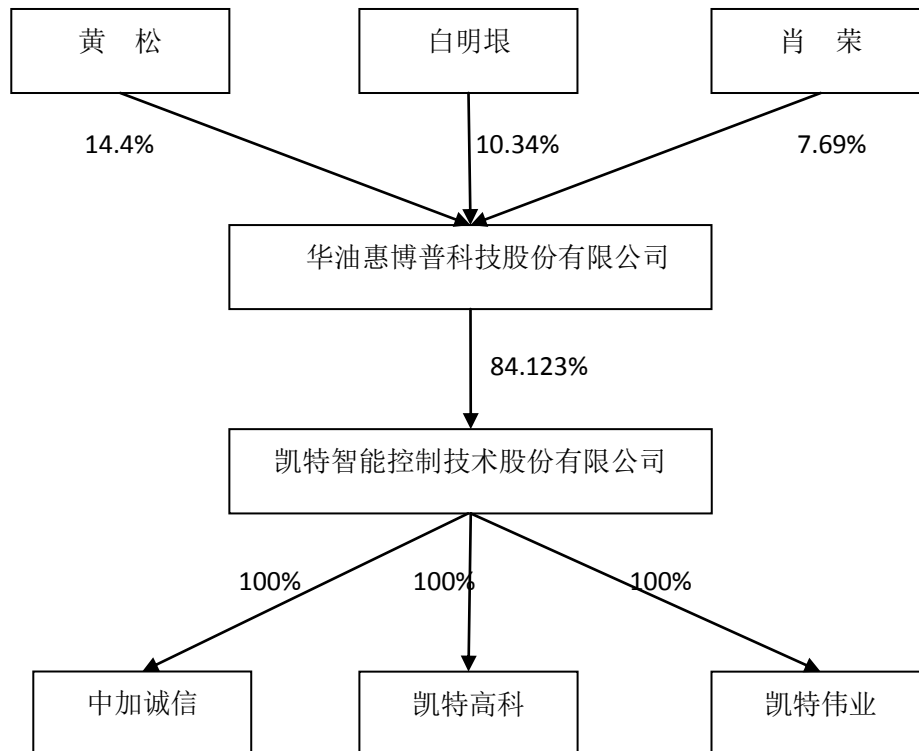 黄 松
白明垠
肖 荣
14.4%
10.34%
7.69%
华油惠博普科技股份有限公司
84.123%
凯特智能控制技术股份有限公司
100%
100%
100%
中加诚信
凯特高科
凯特伟业